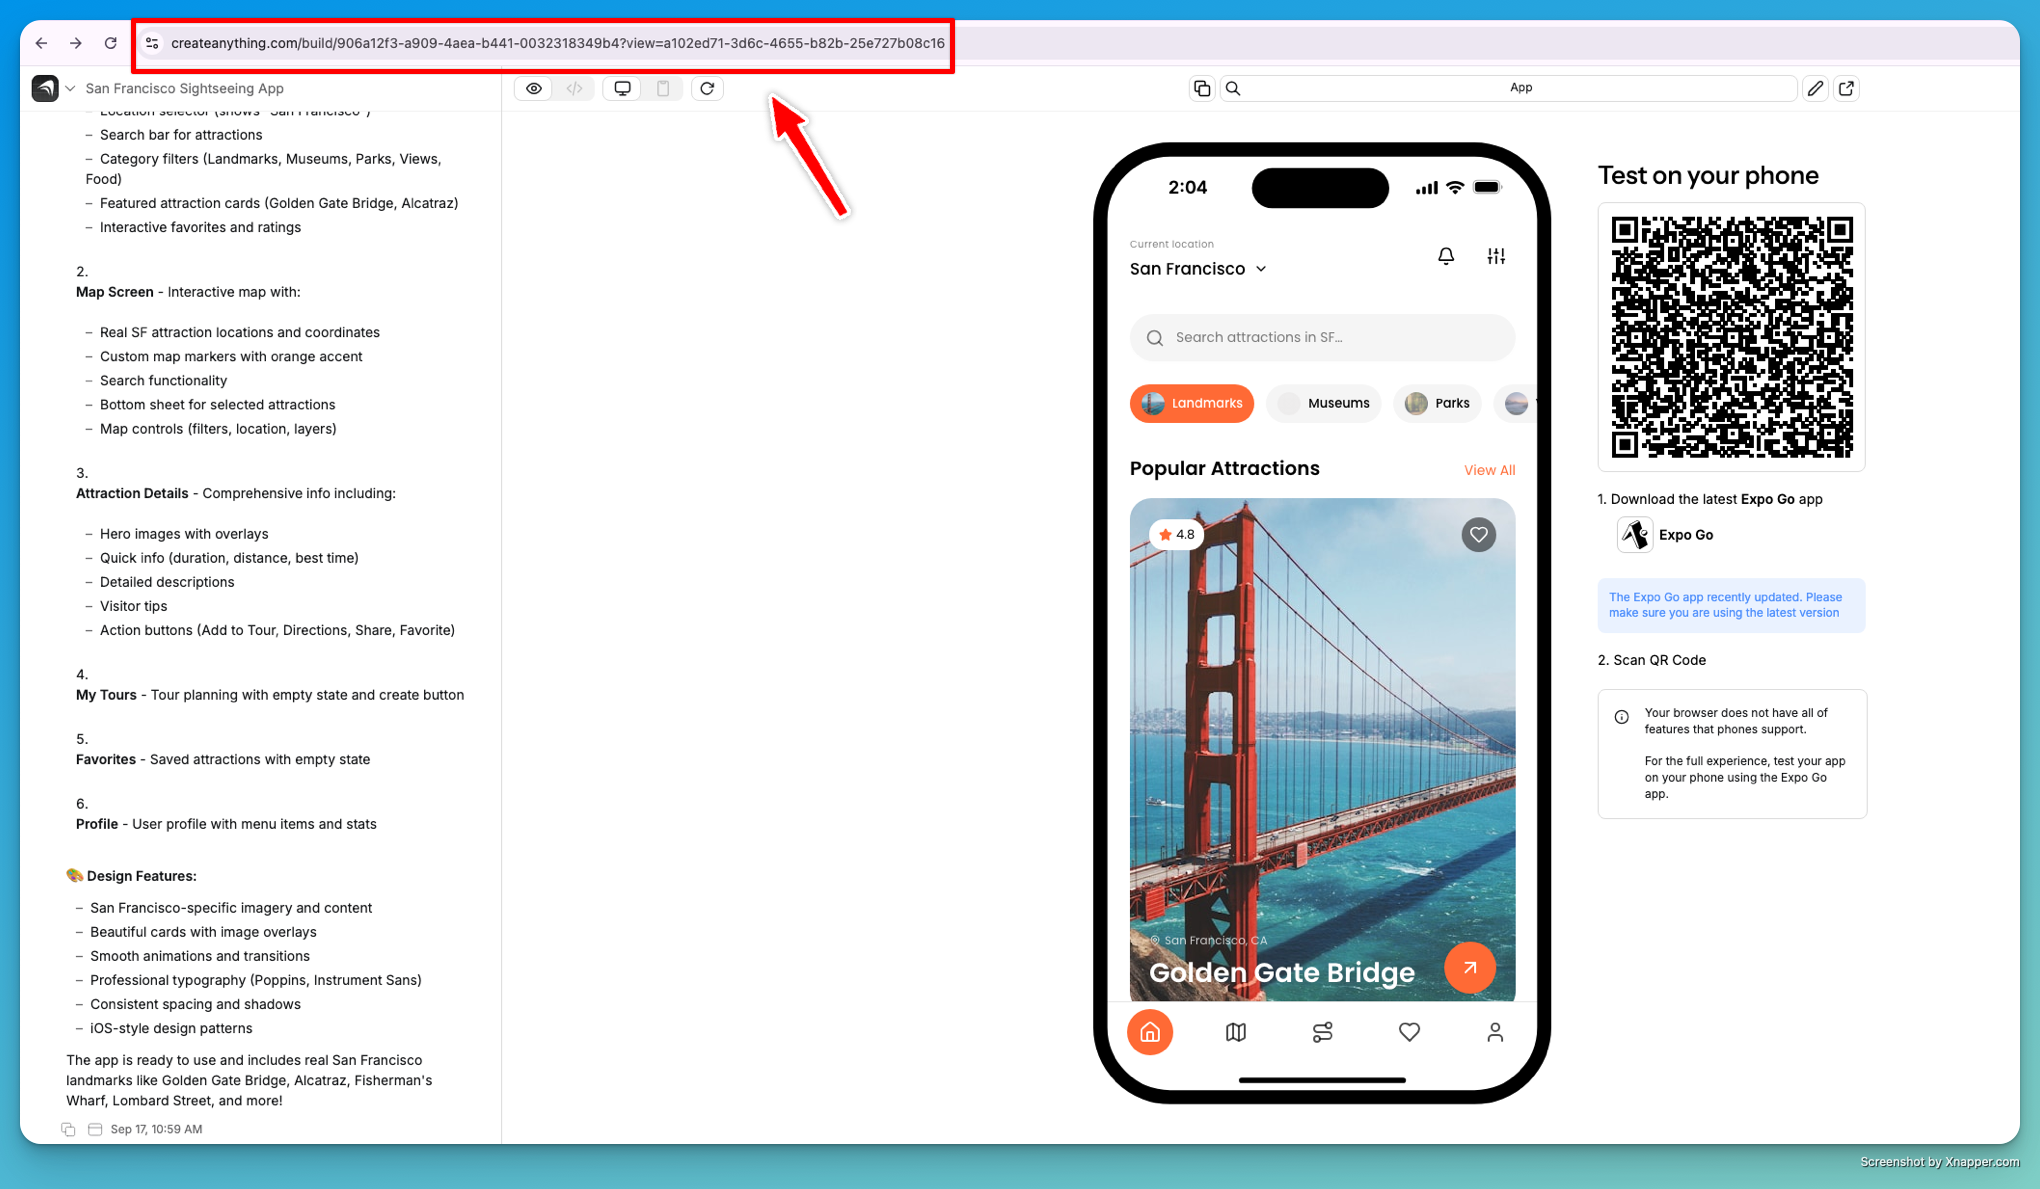 createanything.com/build/906a12f3-a909-4aea-b441-0032318349b4?view=a102ed71-3d6c-4655-b82b-25e727b08c16
San Francisco Sightseeing App
App
– Location selector (shows "San Francisco")
– Search bar for attractions
– Category filters (Landmarks, Museums, Parks, Views,
Food)
– Featured attraction cards (Golden Gate Bridge, Alcatraz)
– Interactive favorites and ratings
2.
Map Screen - Interactive map with:
– Real SF attraction locations and coordinates
– Custom map markers with orange accent
– Search functionality
– Bottom sheet for selected attractions
– Map controls (filters, location, layers)
3.
Attraction Details - Comprehensive info including:
– Hero images with overlays
– Quick info (duration, distance, best time)
– Detailed descriptions
– Visitor tips
– Action buttons (Add to Tour, Directions, Share, Favorite)
4.
My Tours - Tour planning with empty state and create button
5.
Favorites - Saved attractions with empty state
6.
Profile - User profile with menu items and stats
🎨 Design Features:
– San Francisco-specific imagery and content
– Beautiful cards with image overlays
– Smooth animations and transitions
– Professional typography (Poppins, Instrument Sans)
– Consistent spacing and shadows
– iOS-style design patterns
The app is ready to use and includes real San Francisco
landmarks like Golden Gate Bridge, Alcatraz, Fisherman's
Wharf, Lombard Street, and more!
Sep 17, 10:59 AM
2:04
Current location
San Francisco
Search attractions in SF...
Landmarks
Museums
Parks
Popular Attractions
View All
4.8
San Francisco, CA
Golden Gate Bridge
Test on your phone
1. Download the latest Expo Go app
Expo Go
The Expo Go app recently updated. Please
make sure you are using the latest version
2. Scan QR Code
Your browser does not have all of
features that phones support.
For the full experience, test your app
on your phone using the Expo Go
app.
Screenshot by Xnapper.com